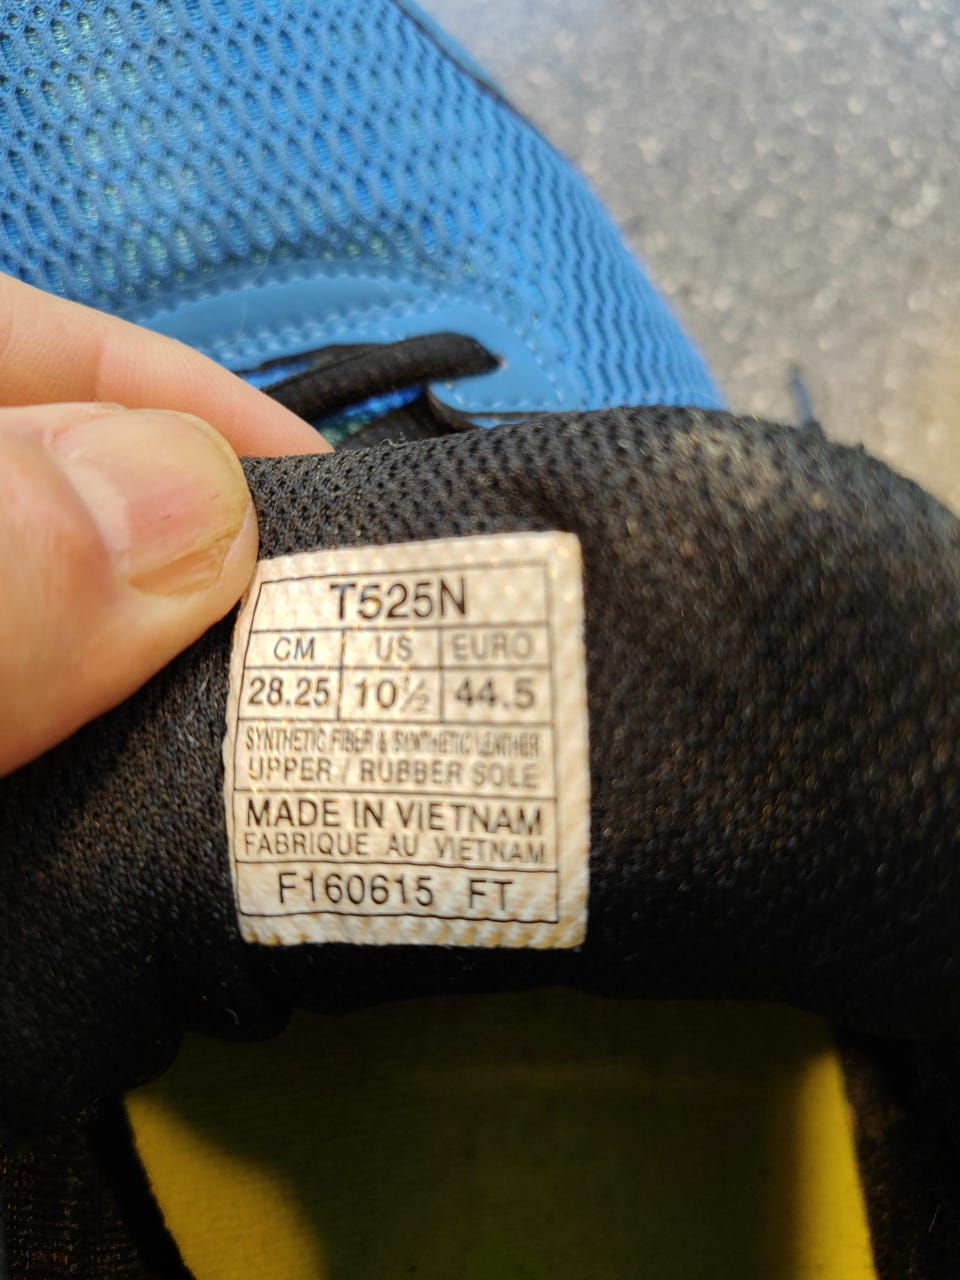 T525N
CM US EURO
28.25 10½ 44.5
SYNTHETIC FIBER & SYNTHETIC LEATHER
UPPER / RUBBER SOLE
MADE IN VIETNAM
FABRIQUE AU VIETNAM
F160615 FT